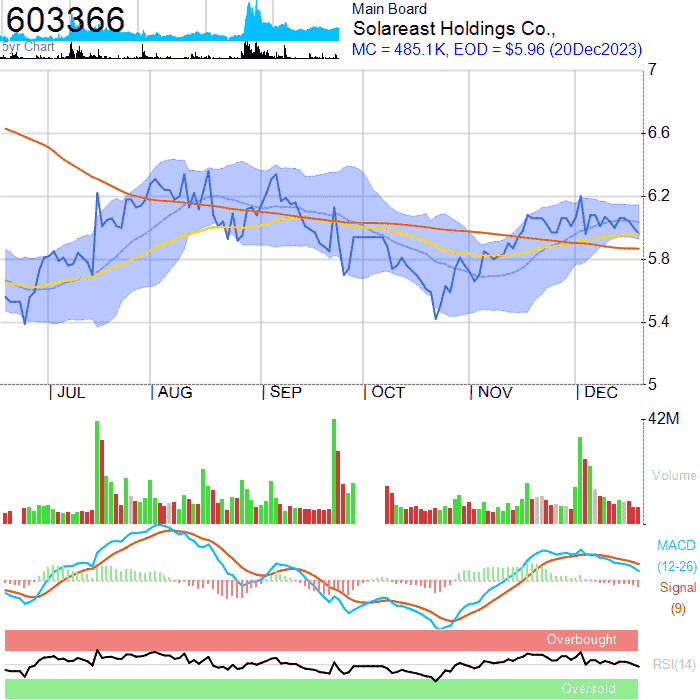 603366
5yr Chart
Main Board
Solareast Holdings Co.,
MC = 485.1K, EOD = $5.96 (20Dec2023)
7
6.6
6.2
5.8
5.4
5
JUL AUG SEP OCT NOV DEC
42M
Volume
MACD
(12-26)
Signal
(9)
Overbought
RSI(14)
Oversold